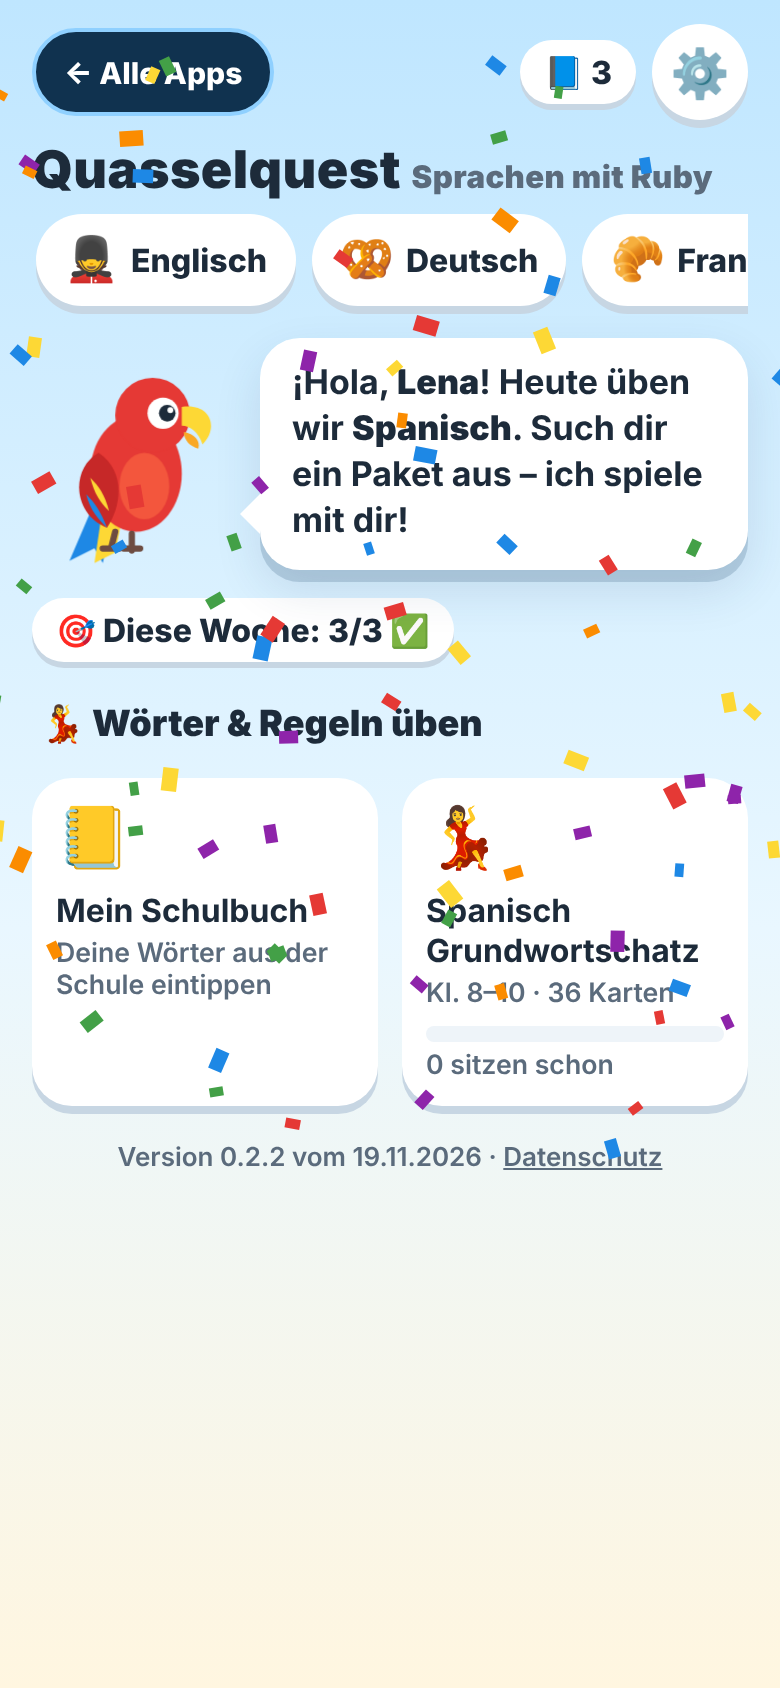 ← Alle Apps
3
Quasselquest Sprachen mit Ruby
Englisch
Deutsch
Fran
¡Hola, Lena! Heute üben
wir Spanisch. Such dir
ein Paket aus – ich spiele
mit dir!
Diese Woche: 3/3
Wörter & Regeln üben
Mein Schulbuch
Deine Wörter aus der
Schule eintippen
Spanisch
Grundwortschatz
Kl. 8–10 · 36 Karten
0 sitzen schon
Version 0.2.2 vom 19.11.2026 · Datenschutz